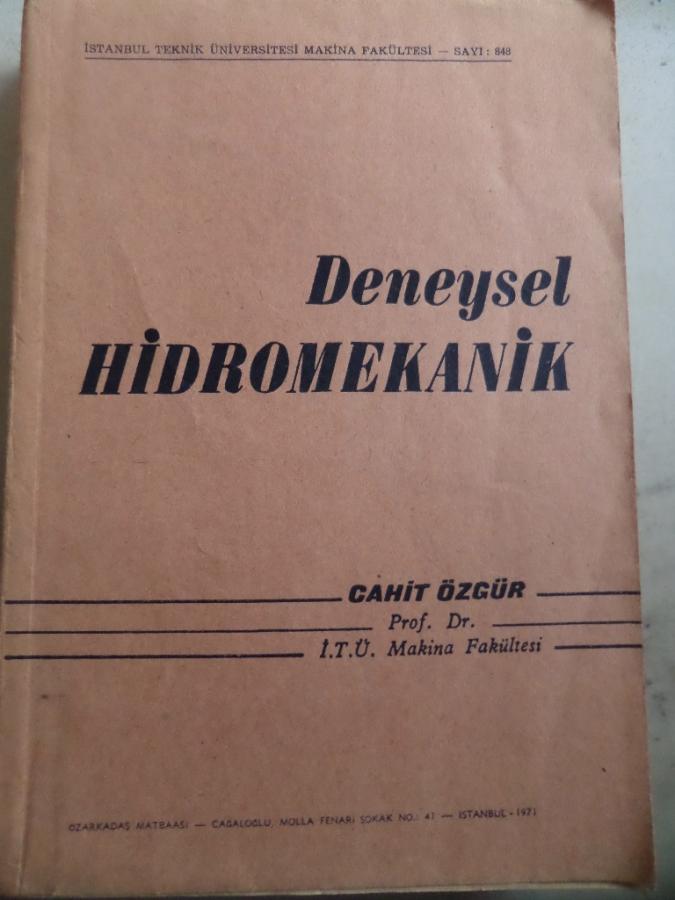 İSTANBUL TEKNİK ÜNİVERSİTESİ MAKİNA FAKÜLTESİ — SAYI: 848
Deneysel
HİDROMEKANİK
CAHİT ÖZGÜR
Prof. Dr.
İ.T.Ü. Makina Fakültesi
ÖZARKADAŞ MATBAASI — CAĞALOĞLU, MOLLA FENARİ SOKAK NO.: 41 — İSTANBUL - 1971